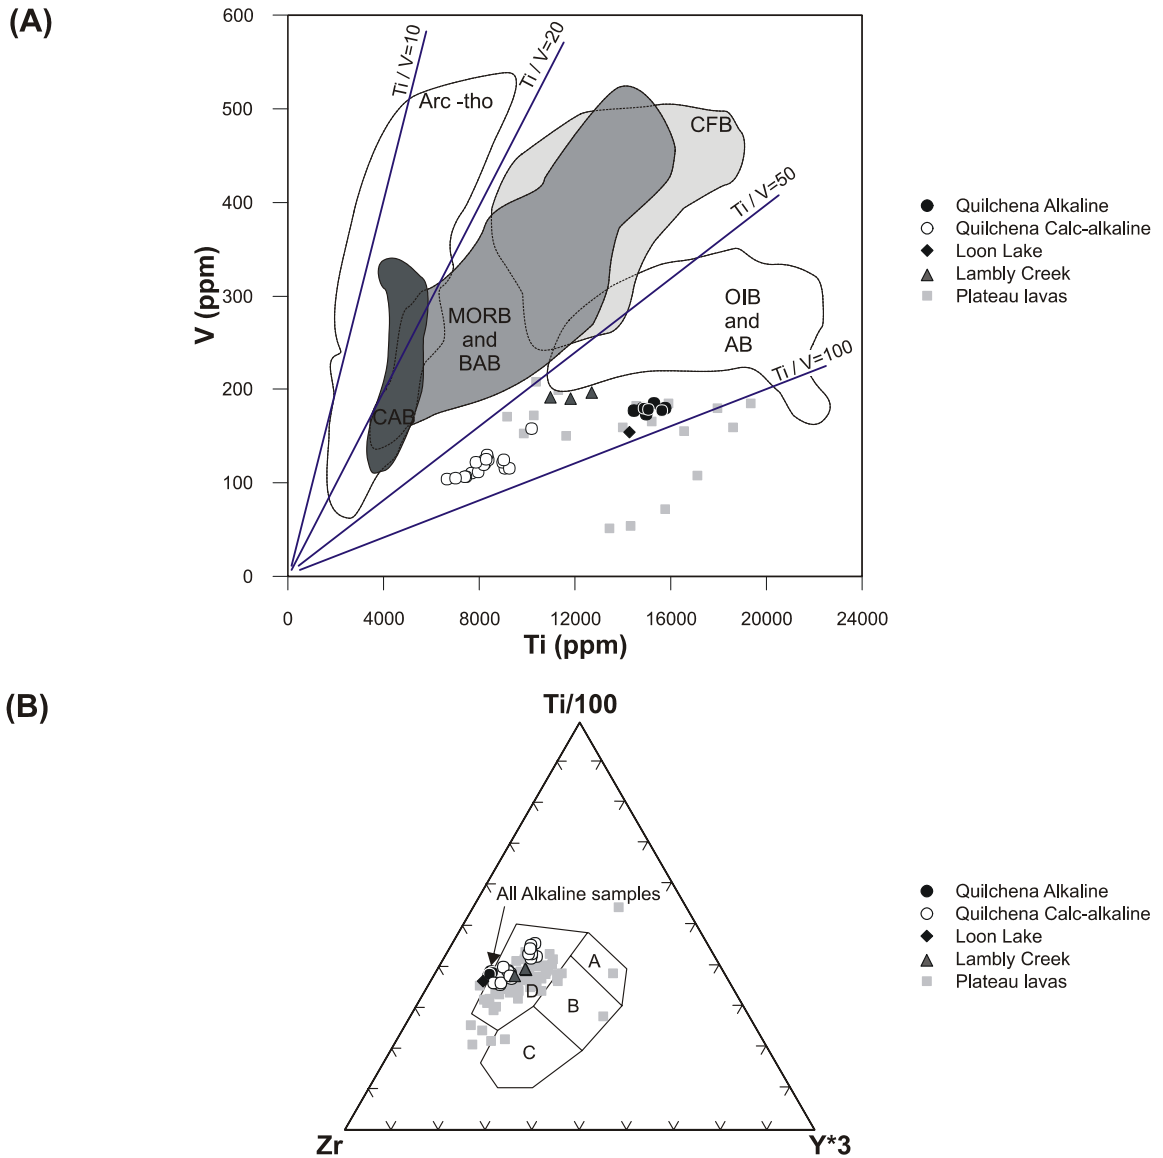 (A)
600
500
400
300
200
100
0
V (ppm)
0
4000
8000
12000
16000
20000
24000
Ti (ppm)
Ti / V=10
Ti / V=20
Ti / V=50
Ti / V=100
Arc -tho
CFB
MORB
and
BAB
CAB
OIB
and
AB
Quilchena Alkaline
Quilchena Calc-alkaline
Loon Lake
Lambly Creek
Plateau lavas
(B)
Ti/100
All Alkaline samples
A
D
B
C
Zr
Y*3
Quilchena Alkaline
Quilchena Calc-alkaline
Loon Lake
Lambly Creek
Plateau lavas